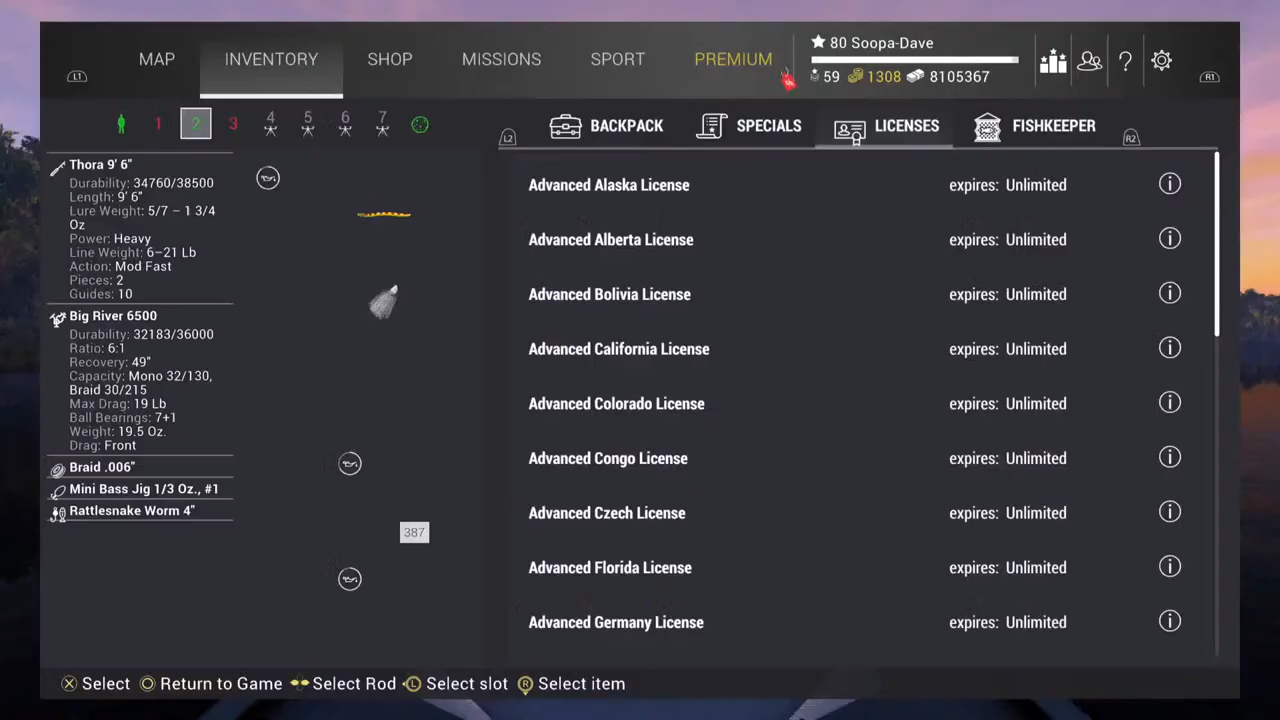 L1
MAP
INVENTORY
SHOP
MISSIONS
SPORT
PREMIUM
80 Soopa-Dave
59 1308 8105367
?
R1
1 2 3 4 5 6 7
L2
BACKPACK
SPECIALS
LICENSES
FISHKEEPER
R2
Thora 9' 6"
Durability: 34760/38500
Length: 9' 6"
Lure Weight: 5/7 – 1 3/4
Oz
Power: Heavy
Line Weight: 6–21 Lb
Action: Mod Fast
Pieces: 2
Guides: 10
Big River 6500
Durability: 32183/36000
Ratio: 6:1
Recovery: 49"
Capacity: Mono 32/130,
Braid 30/215
Max Drag: 19 Lb
Ball Bearings: 7+1
Weight: 19.5 Oz.
Drag: Front
Braid .006"
Mini Bass Jig 1/3 Oz., #1
Rattlesnake Worm 4"
387
Advanced Alaska License expires: Unlimited
Advanced Alberta License expires: Unlimited
Advanced Bolivia License expires: Unlimited
Advanced California License expires: Unlimited
Advanced Colorado License expires: Unlimited
Advanced Congo License expires: Unlimited
Advanced Czech License expires: Unlimited
Advanced Florida License expires: Unlimited
Advanced Germany License expires: Unlimited
Select Return to Game Select Rod L Select slot R Select item